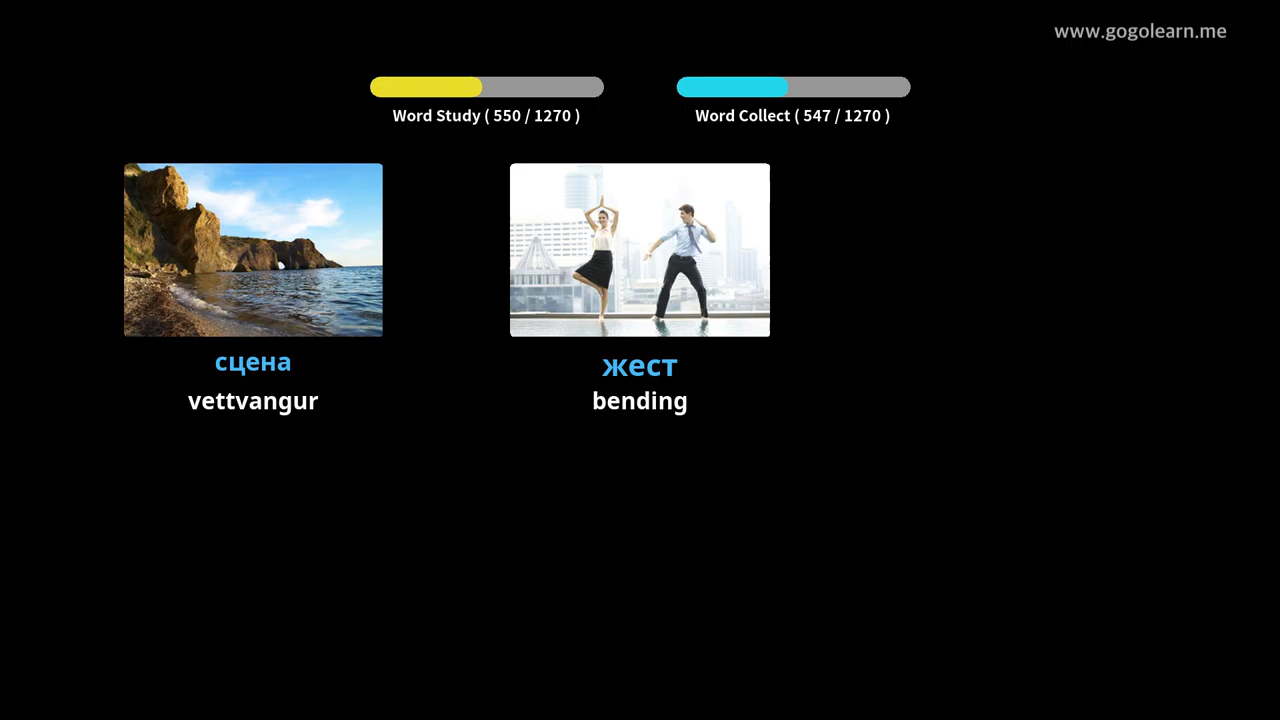 www.gogolearn.me
Word Study ( 550 / 1270 )
Word Collect ( 547 / 1270 )
сцена
vettvangur
жест
bending